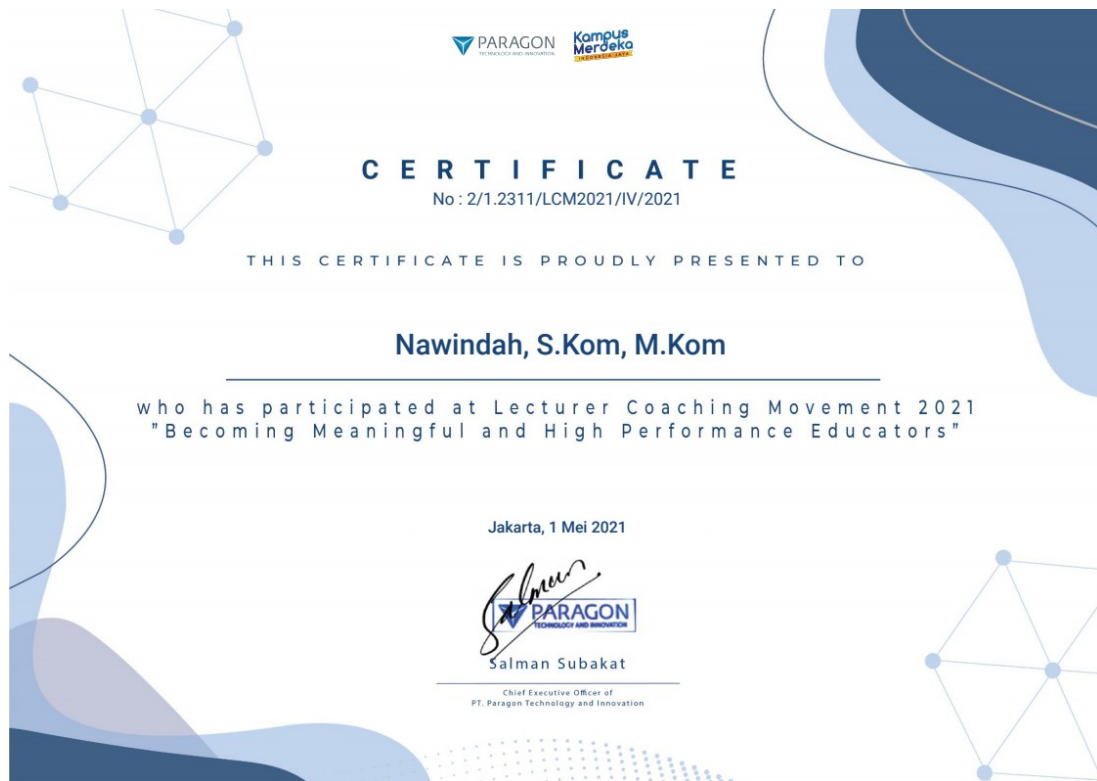 PARAGON
TECHNOLOGY AND INNOVATION
Kampus
Merdeka
INDONESIA JAYA
CERTIFICATE
No : 2/1.2311/LCM2021/IV/2021
THIS CERTIFICATE IS PROUDLY PRESENTED TO
Nawindah, S.Kom, M.Kom
who has participated at Lecturer Coaching Movement 2021
"Becoming Meaningful and High Performance Educators"
Jakarta, 1 Mei 2021
Salman
PARAGON
TECHNOLOGY AND INNOVATION
Salman Subakat
Chief Executive Officer of
PT. Paragon Technology and Innovation